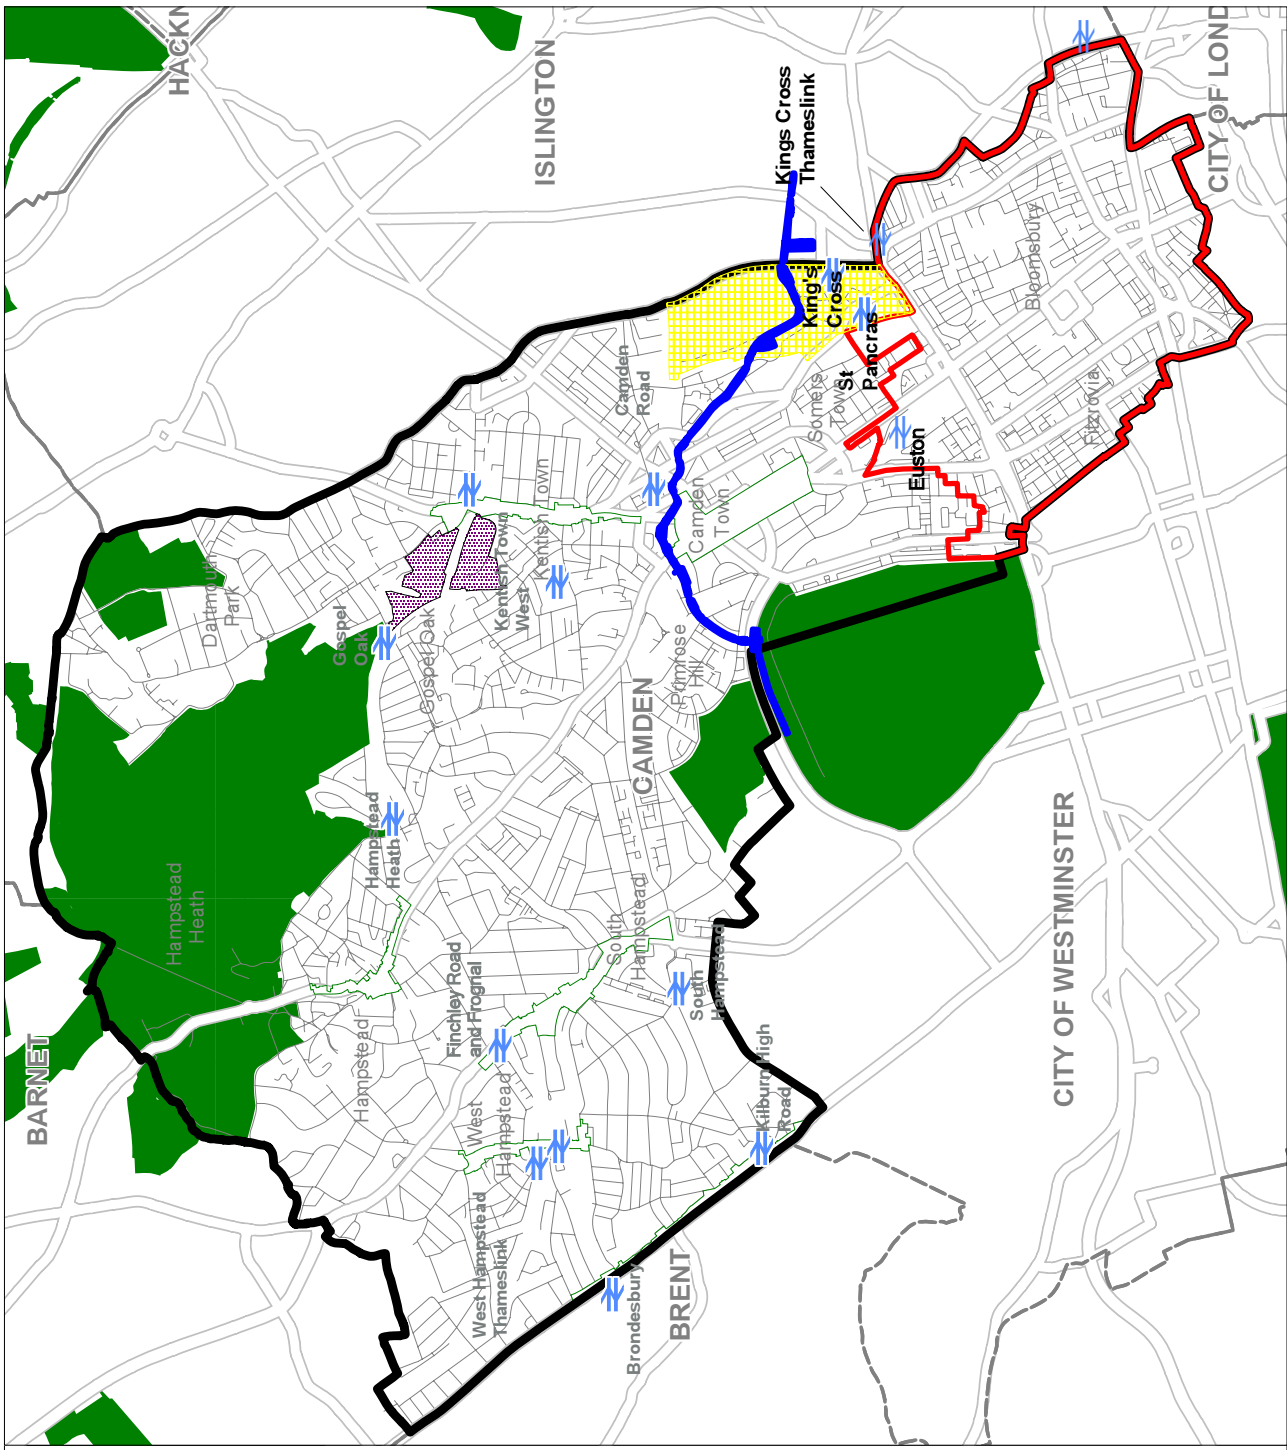 BARNET
HACKN
Hampstead
Heath
Dartmouth
Park
Gospel
Oak
Hampstead
Hampstead
Heath
Gospel Oak
Finchley Road
and Frognal
West
Hampstead
West Hampstead
Thameslink
Kentish Town
West
Kentish Town
ISLINGTON
South
Hampstead
Camden
Road
Brondesbury
CAMDEN
BRENT
Primrose
Hill
South
Hampstead
Camden
Town
Kilburn High
Road
Kings Cross
Thameslink
King's
Cross
Somers
Town
St
Pancras
Euston
Bloomsbury
CITY OF WESTMINSTER
Fitzrovia
CITY OF LOND